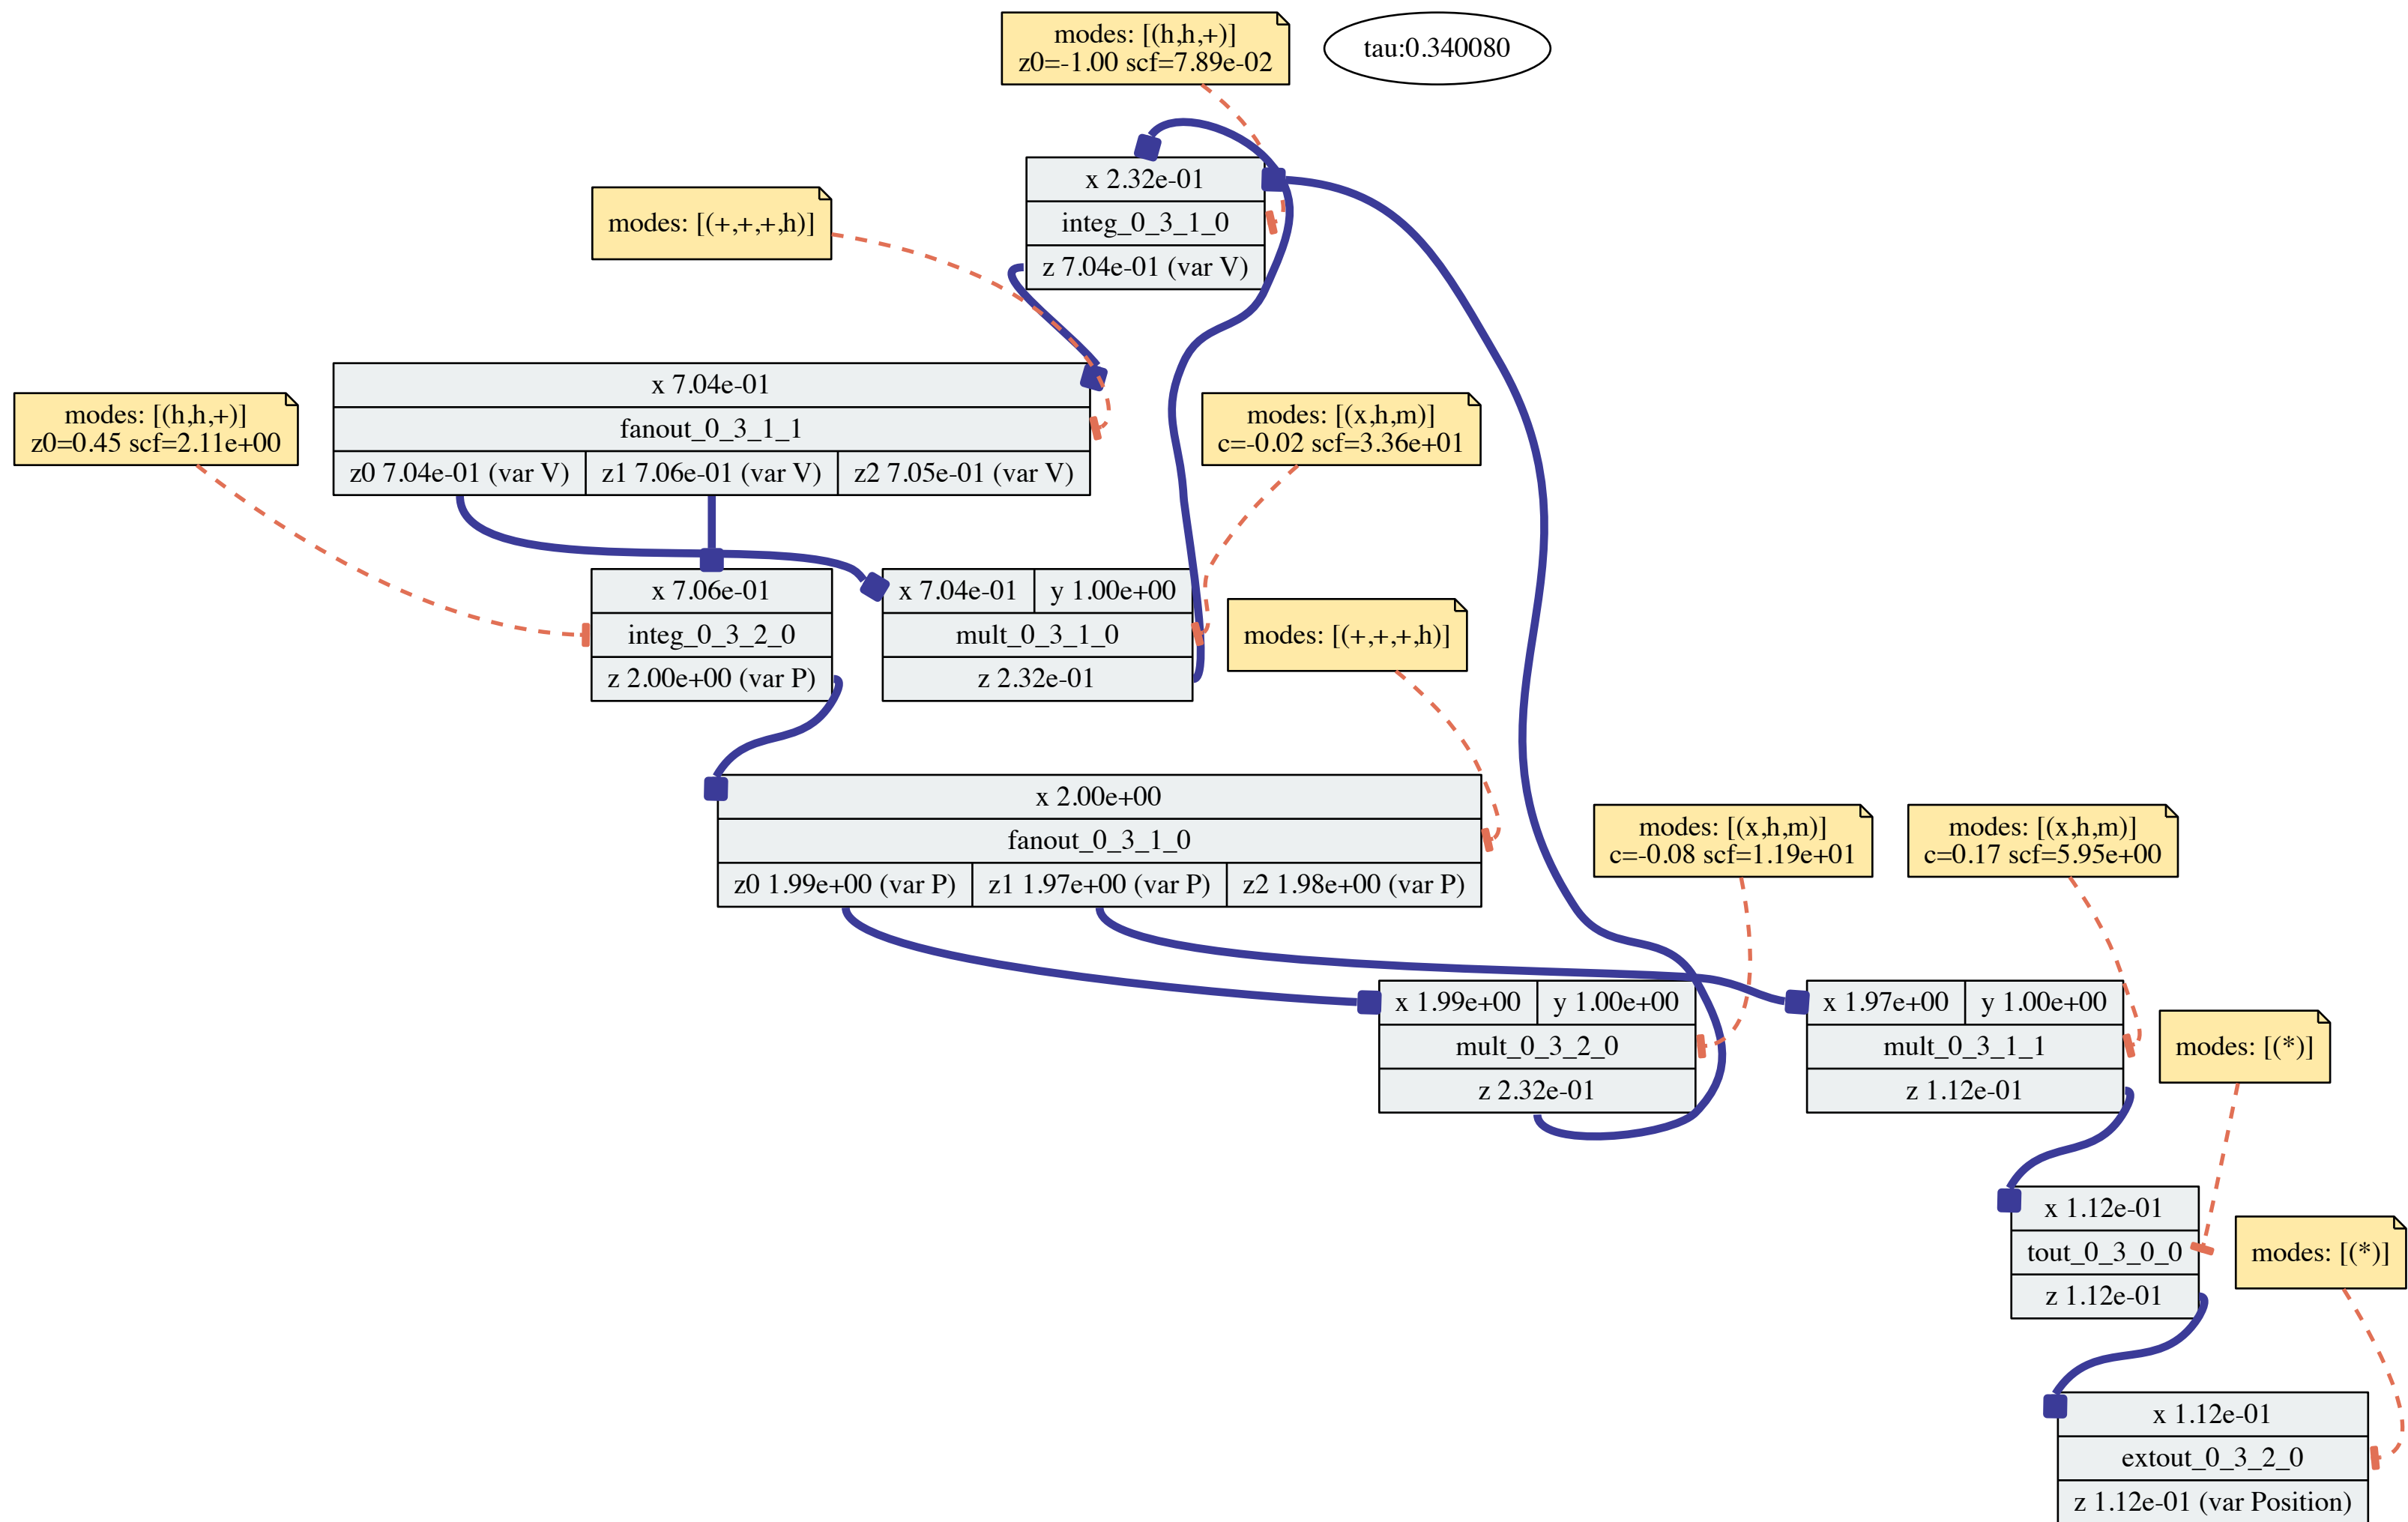 modes: [(h,h,+)]
z0=-1.00 scf=7.89e-02
tau:0.340080
x 2.32e-01
integ_0_3_1_0
z 7.04e-01 (var V)
modes: [(+,+,+,h)]
x 7.04e-01
fanout_0_3_1_1
z0 7.04e-01 (var V)
z1 7.06e-01 (var V)
z2 7.05e-01 (var V)
modes: [(h,h,+)]
z0=0.45 scf=2.11e+00
modes: [(x,h,m)]
c=-0.02 scf=3.36e+01
x 7.06e-01
integ_0_3_2_0
z 2.00e+00 (var P)
x 7.04e-01
y 1.00e+00
mult_0_3_1_0
z 2.32e-01
modes: [(+,+,+,h)]
x 2.00e+00
fanout_0_3_1_0
z0 1.99e+00 (var P)
z1 1.97e+00 (var P)
z2 1.98e+00 (var P)
modes: [(x,h,m)]
c=-0.08 scf=1.19e+01
modes: [(x,h,m)]
c=0.17 scf=5.95e+00
x 1.99e+00
y 1.00e+00
mult_0_3_2_0
z 2.32e-01
x 1.97e+00
y 1.00e+00
mult_0_3_1_1
z 1.12e-01
modes: [(*)]
x 1.12e-01
tout_0_3_0_0
z 1.12e-01
modes: [(*)]
x 1.12e-01
extout_0_3_2_0
z 1.12e-01 (var Position)